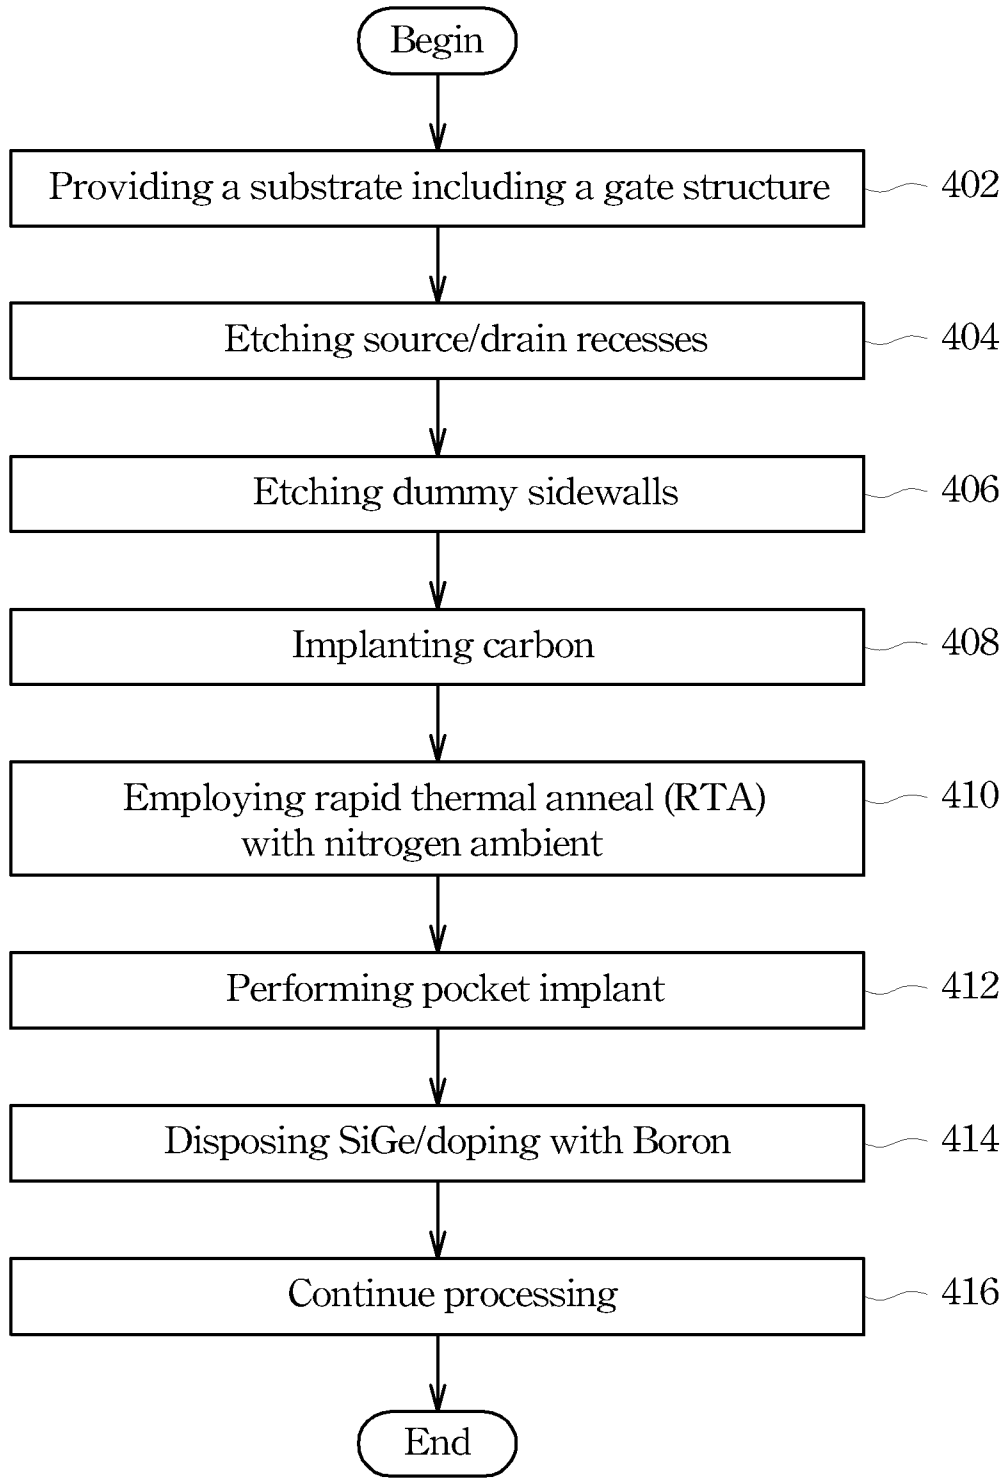 Begin
Providing a substrate including a gate structure 402
Etching source/drain recesses 404
Etching dummy sidewalls 406
Implanting carbon 408
Employing rapid thermal anneal (RTA) 410
with nitrogen ambient
Performing pocket implant 412
Disposing SiGe/doping with Boron 414
Continue processing 416
End